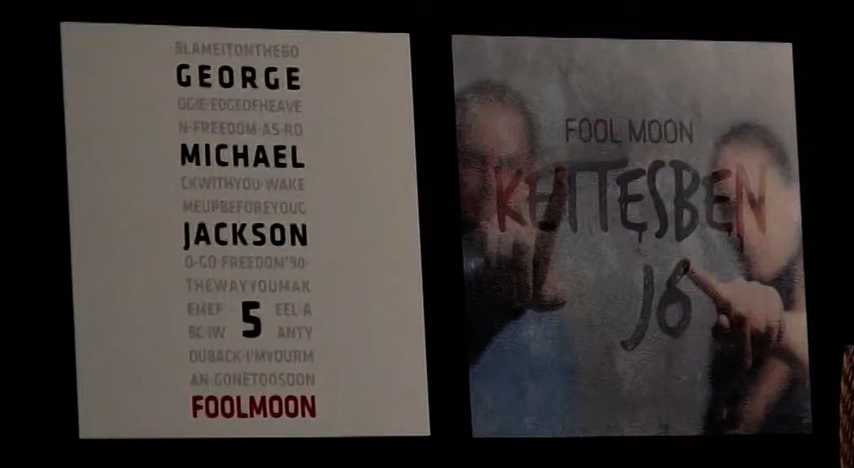 BLAMEITONTHEBO
GEORGE
OGIE·EDGEOFHEAVE
N·FREEDOM·AS·RO
MICHAEL
CKWITHYOU·WAKE
MEUPBEFOREYOUG
JACKSON
O-GO·FREEDOM'90·
THEWAYYOUMAK
EMEF 5 EEL·A
BC·IW ANTY
OUBACK·I'MYOURM
AN·GONETOOSOON
FOOLMOON
FOOL MOON
KETTESBEN
JÓ